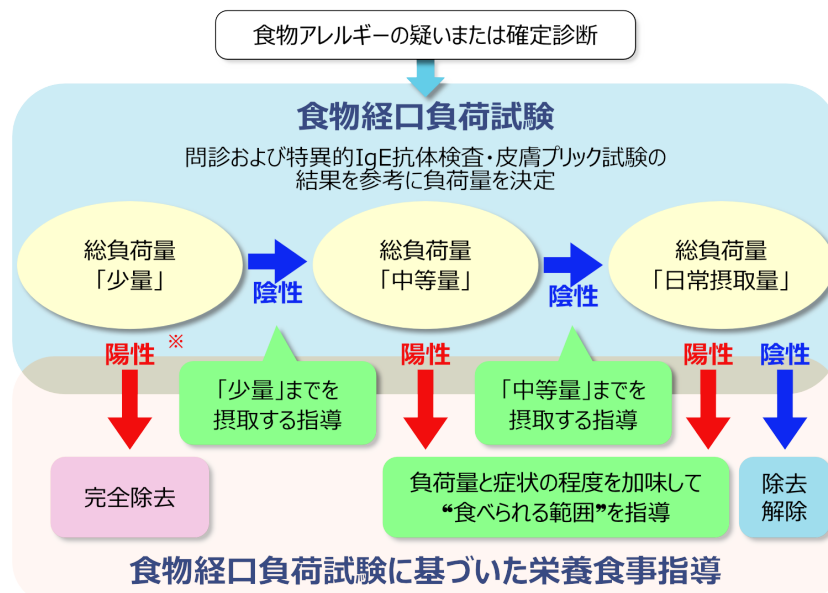 食物アレルギーの疑いまたは確定診断
食物経口負荷試験
問診および特異的IgE抗体検査・皮膚プリック試験の
結果を参考に負荷量を決定
総負荷量
「少量」
陰性
総負荷量
「中等量」
陰性
総負荷量
「日常摂取量」
陽性
※
「少量」までを
摂取する指導
陽性
「中等量」までを
摂取する指導
陽性
陰性
完全除去
負荷量と症状の程度を加味して
“食べられる範囲”を指導
除去
解除
食物経口負荷試験に基づいた栄養食事指導